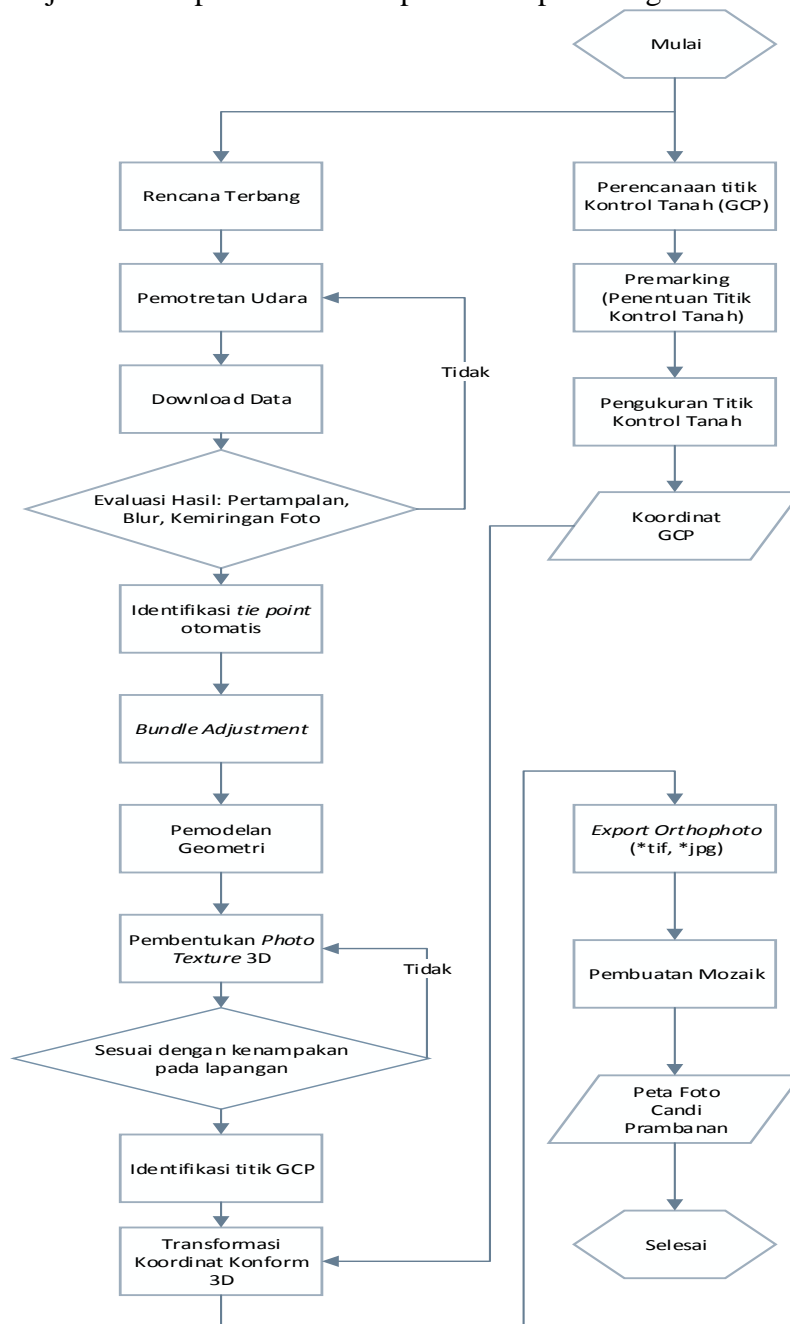 Mulai
Rencana Terbang
Pemotretan Udara
Tidak
Download Data
Evaluasi Hasil: Pertampalan,
Blur, Kemiringan Foto
Identifikasi tie point
otomatis
Bundle Adjustment
Pemodelan
Geometri
Pembentukan Photo
Texture 3D
Tidak
Sesuai dengan kenampakan
pada lapangan
Identifikasi titik GCP
Transformasi
Koordinat Konform
3D
Perencanaan titik
Kontrol Tanah (GCP)
Premarking
(Penentuan Titik
Kontrol Tanah)
Pengukuran Titik
Kontrol Tanah
Koordinat
GCP
Export Orthophoto
(*tif, *jpg)
Pembuatan Mozaik
Peta Foto
Candi
Prambanan
Selesai